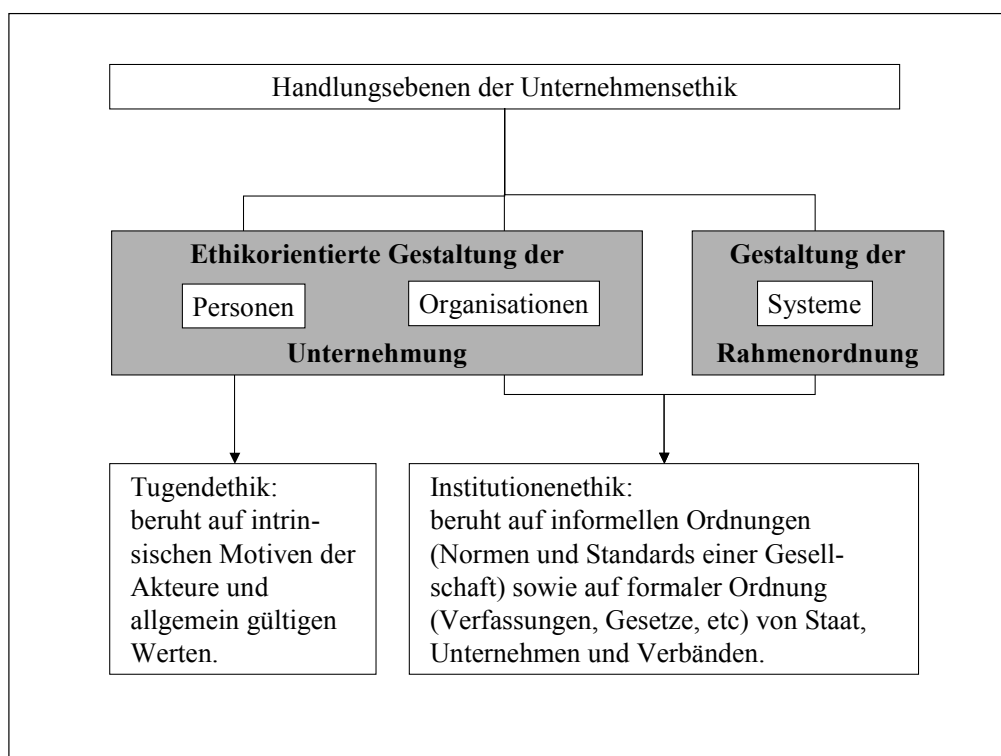 Handlungsebenen der Unternehmensethik
Ethikorientierte Gestaltung der
Personen
Organisationen
Unternehmung
Gestaltung der
Systeme
Rahmenordnung
Tugendethik:
beruht auf intrin-
sischen Motiven der
Akteure und
allgemein gültigen
Werten.
Institutionenethik:
beruht auf informellen Ordnungen
(Normen und Standards einer Gesell-
schaft) sowie auf formaler Ordnung
(Verfassungen, Gesetze, etc) von Staat,
Unternehmen und Verbänden.